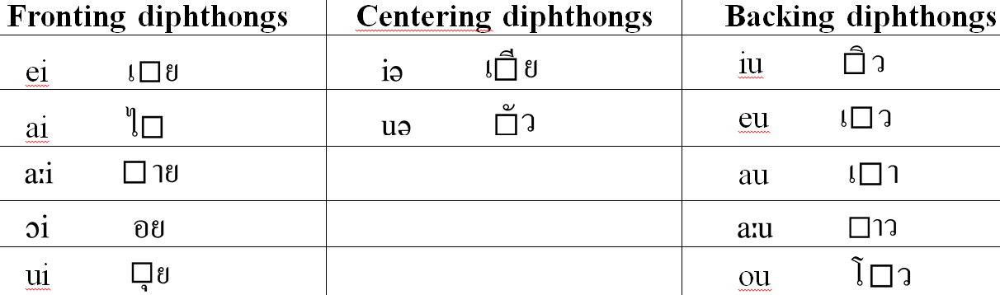 Fronting diphthongs Centering diphthongs Backing diphthongs
ei เ□ย iə เ□ีย iu □ิว
ai ไ□ uə □ัว eu เ□ว
aːi □าย au เ□า
ɔi อย aːu □าว
ui □ุย ou โ□ว